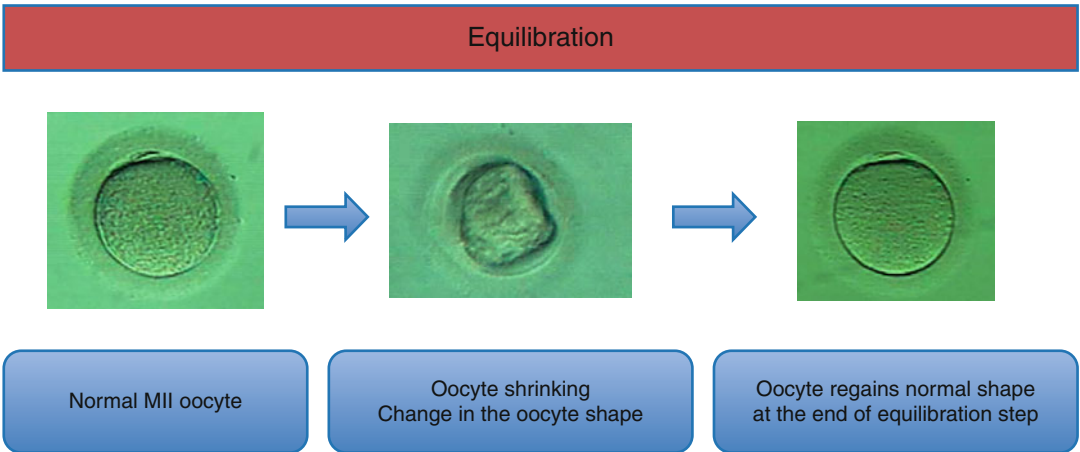 Equilibration
Normal MII oocyte
Oocyte shrinking
Change in the oocyte shape
Oocyte regains normal shape
at the end of equilibration step